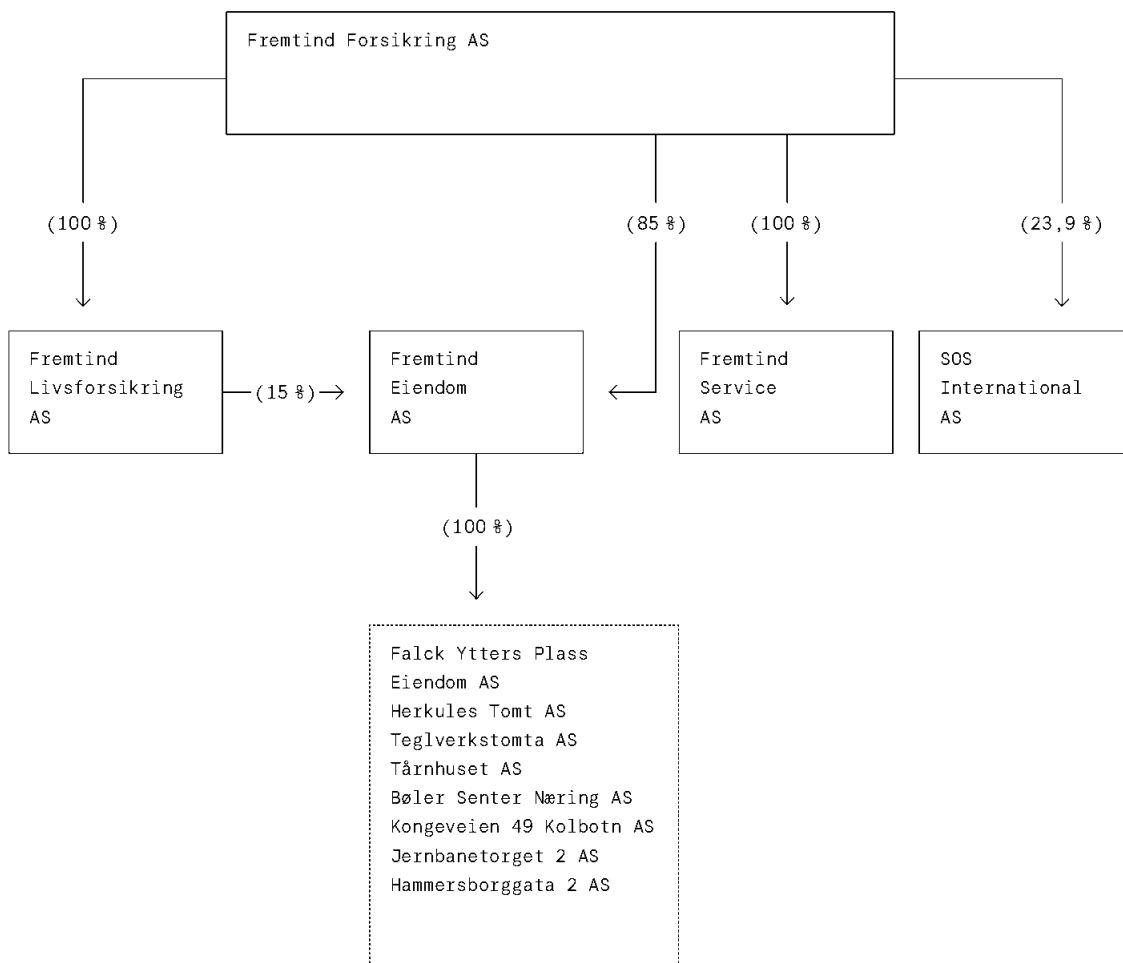 Fremtind Forsikring AS
(100 %)
(85 %)
(100 %)
(23,9 %)
Fremtind
Livsforsikring
AS
(15 %)
Fremtind
Eiendom
AS
Fremtind
Service
AS
SOS
International
AS
(100 %)
Falck Ytters Plass
Eiendom AS
Herkules Tomt AS
Teglverkstomta AS
Tårnhuset AS
Bøler Senter Næring AS
Kongeveien 49 Kolbotn AS
Jernbanetorget 2 AS
Hammersborggata 2 AS